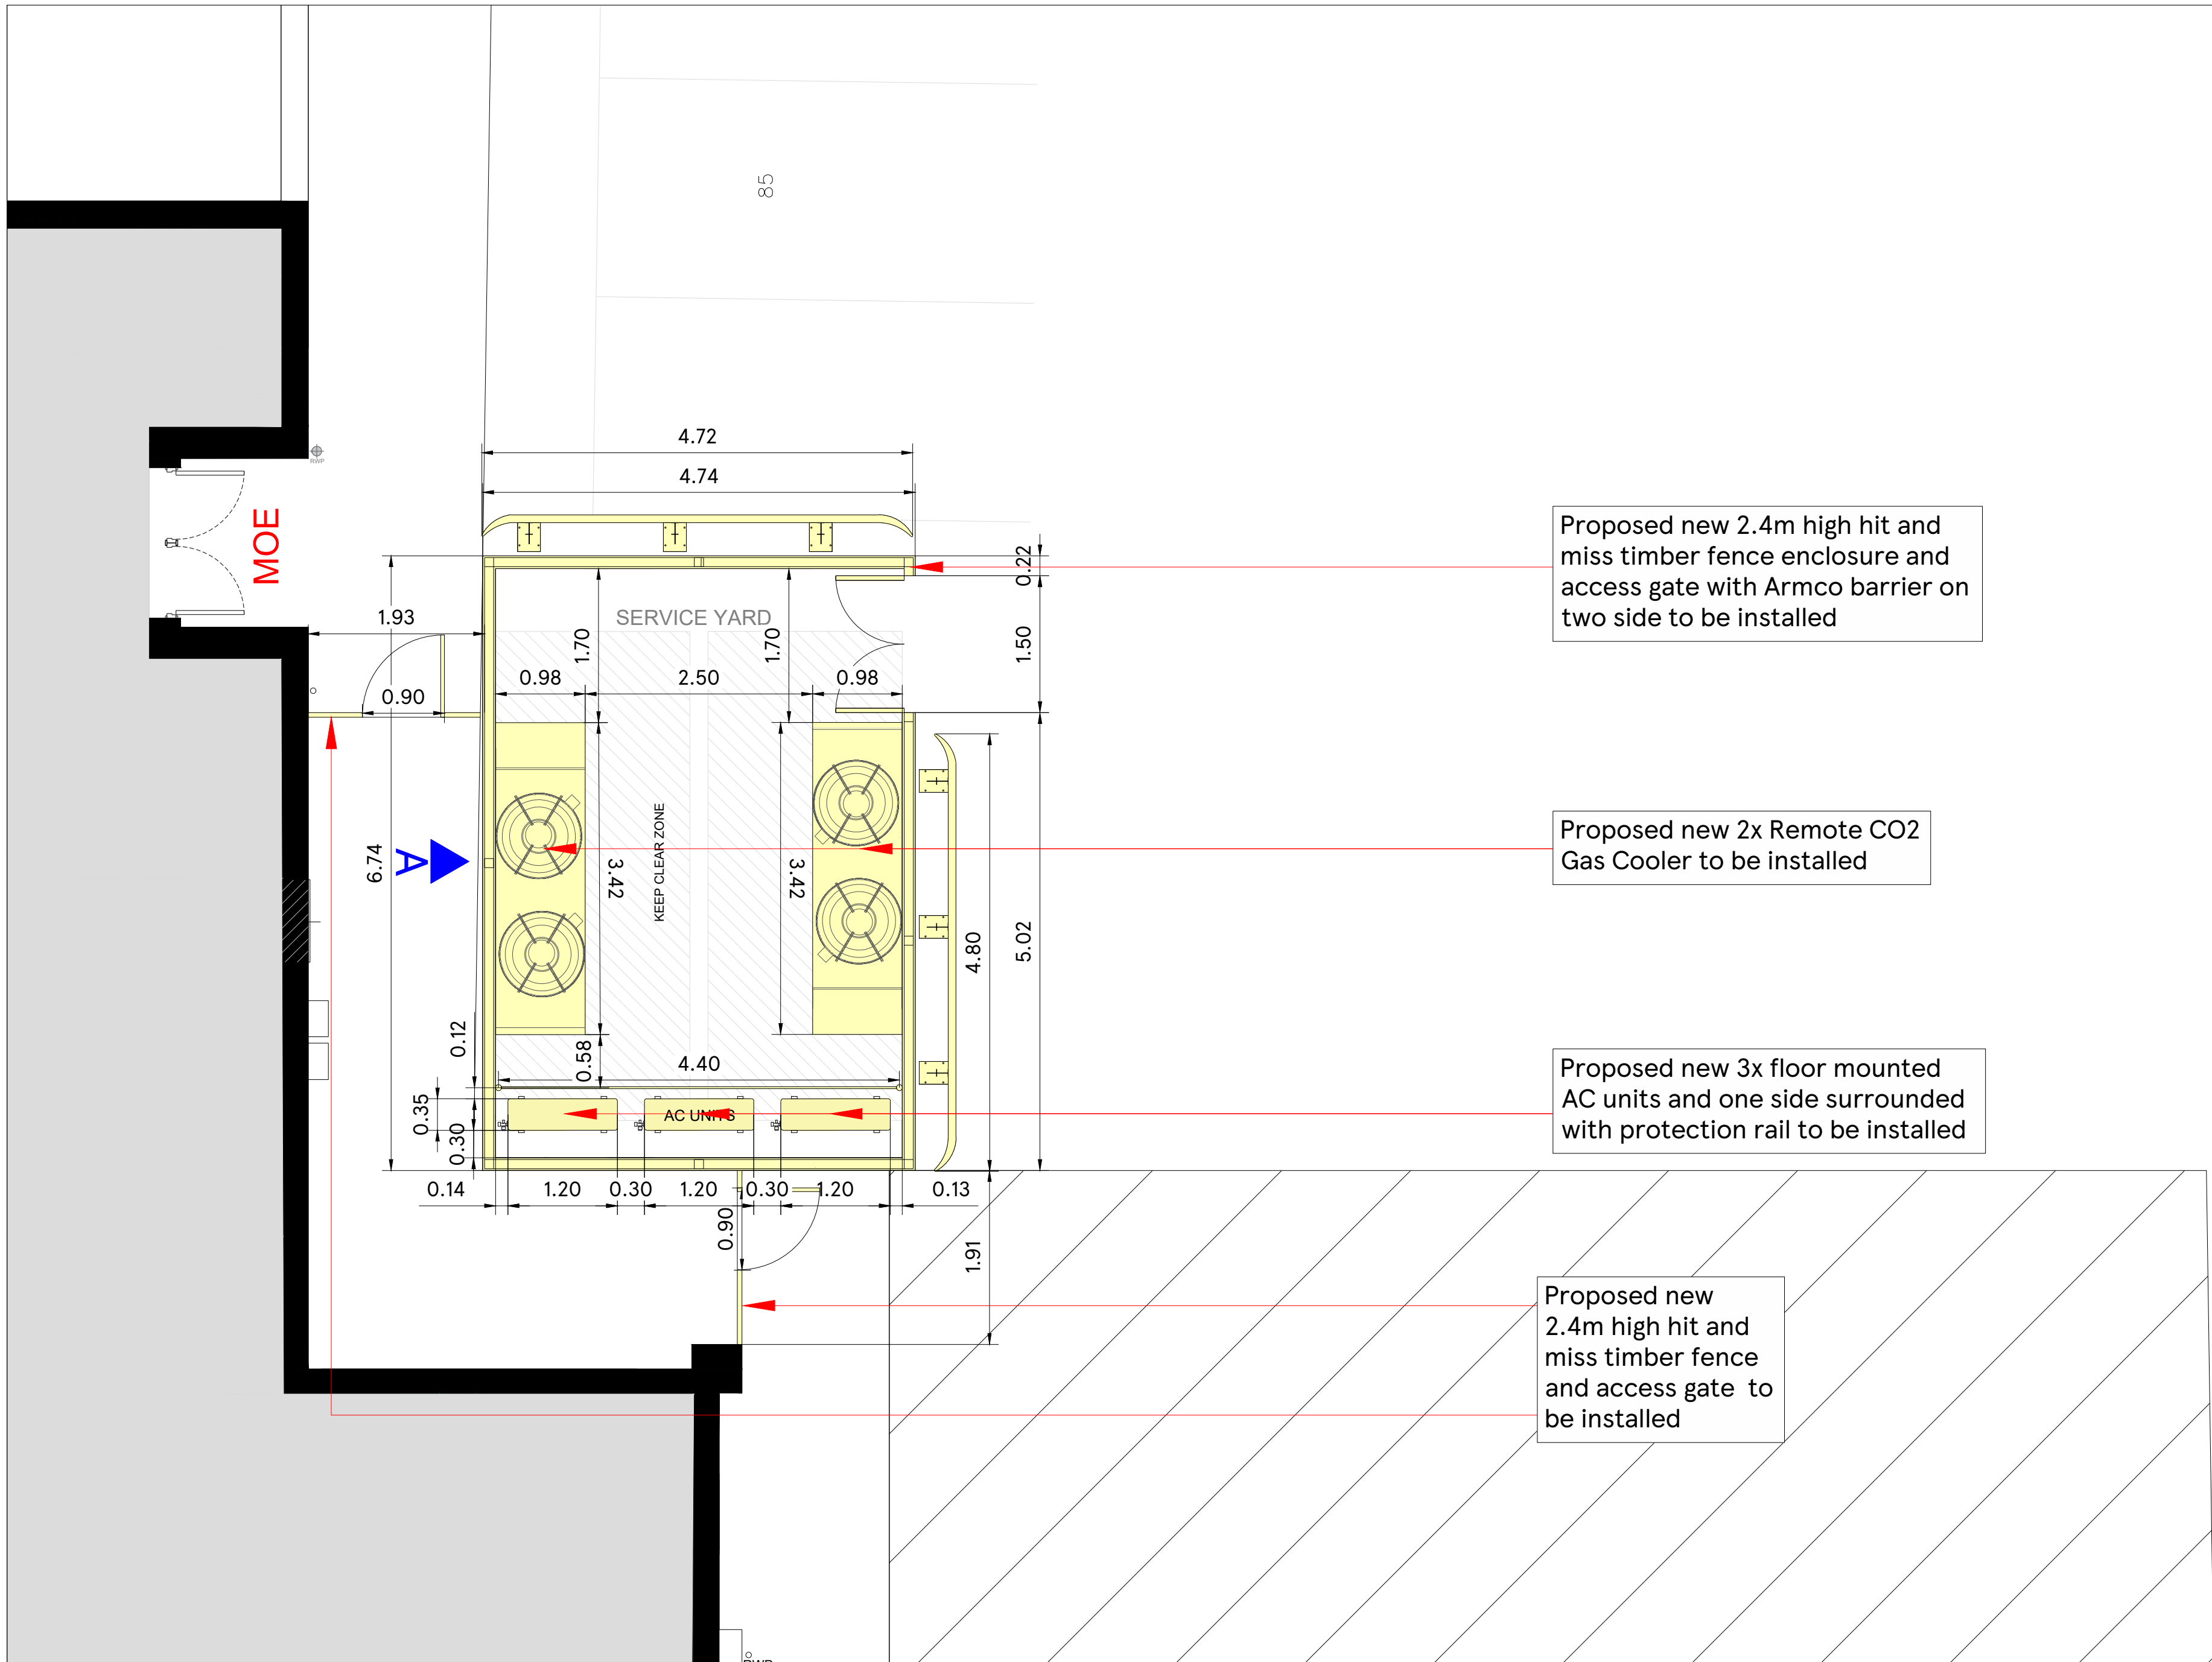 85
RWP
MOE
4.72
4.74
0.22
1.93
SERVICE YARD
1.70
1.70
1.50
0.90
0.98
2.50
0.98
6.74
A
3.42
KEEP CLEAR ZONE
3.42
4.80
5.02
0.12
0.58
4.40
0.35
AC UNITS
0.30
0.14
1.20
0.30
1.20
0.30
1.20
0.13
0.90
1.91
Proposed new 2.4m high hit and
miss timber fence enclosure and
access gate with Armco barrier on
two side to be installed
Proposed new 2x Remote CO2
Gas Cooler to be installed
Proposed new 3x floor mounted
AC units and one side surrounded
with protection rail to be installed
Proposed new
2.4m high hit and
miss timber fence
and access gate to
be installed
RWP